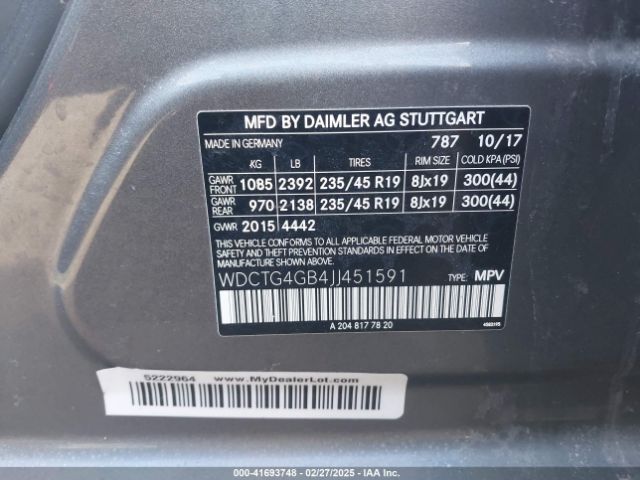 MFD BY DAIMLER AG STUTTGART
MADE IN GERMANY 787 10/17
KG LB TIRES RIM SIZE COLD KPA (PSI)
GAWR FRONT 1085 2392 235/45 R19 8Jx19 300(44)
GAWR REAR 970 2138 235/45 R19 8Jx19 300(44)
GVWR 2015 4442
THIS VEHICLE CONFORMS TO ALL APPLICABLE FEDERAL MOTOR VEHICLE
SAFETY AND THEFT PREVENTION STANDARDS IN EFFECT ON THE DATE OF
MANUFACTURE SHOWN ABOVE.
WDCTG4GB4JJ451591 TYPE: MPV
A 204 817 78 20
5222964 www.MyDealerLot.com
000-41693748 — 02/27/2025 — IAA, Inc.